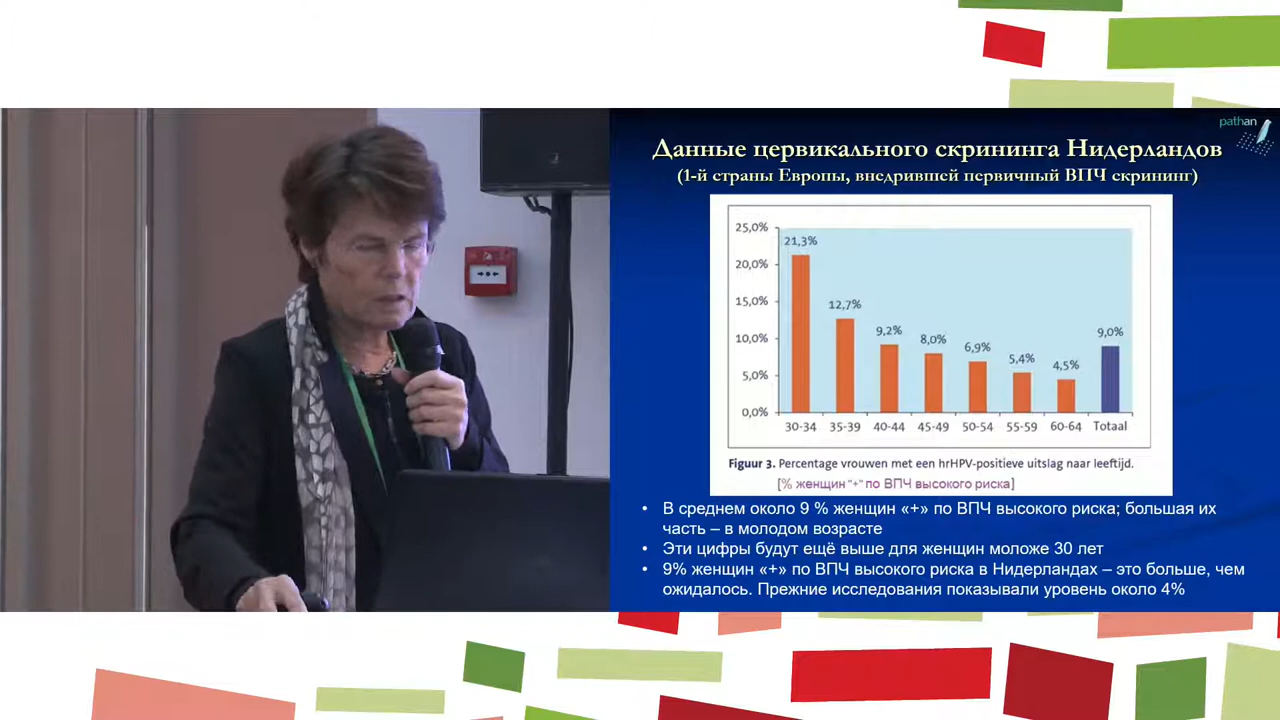 pathan
Данные цервикального скрининга Нидерландов
(1-й страны Европы, внедрившей первичный ВПЧ скрининг)
25,0%
20,0%
15,0%
10,0%
5,0%
0,0%
21,3%
12,7%
9,2%
8,0%
6,9%
5,4%
4,5%
9,0%
30-34 35-39 40-44 45-49 50-54 55-59 60-64 Totaal
Figuur 3. Percentage vrouwen met een hrHPV-positieve uitslag naar leeftijd.
[% женщин "+" по ВПЧ высокого риска]
• В среднем около 9 % женщин «+» по ВПЧ высокого риска; большая их
часть – в молодом возрасте
• Эти цифры будут ещё выше для женщин моложе 30 лет
• 9% женщин «+» по ВПЧ высокого риска в Нидерландах – это больше, чем
ожидалось. Прежние исследования показывали уровень около 4%